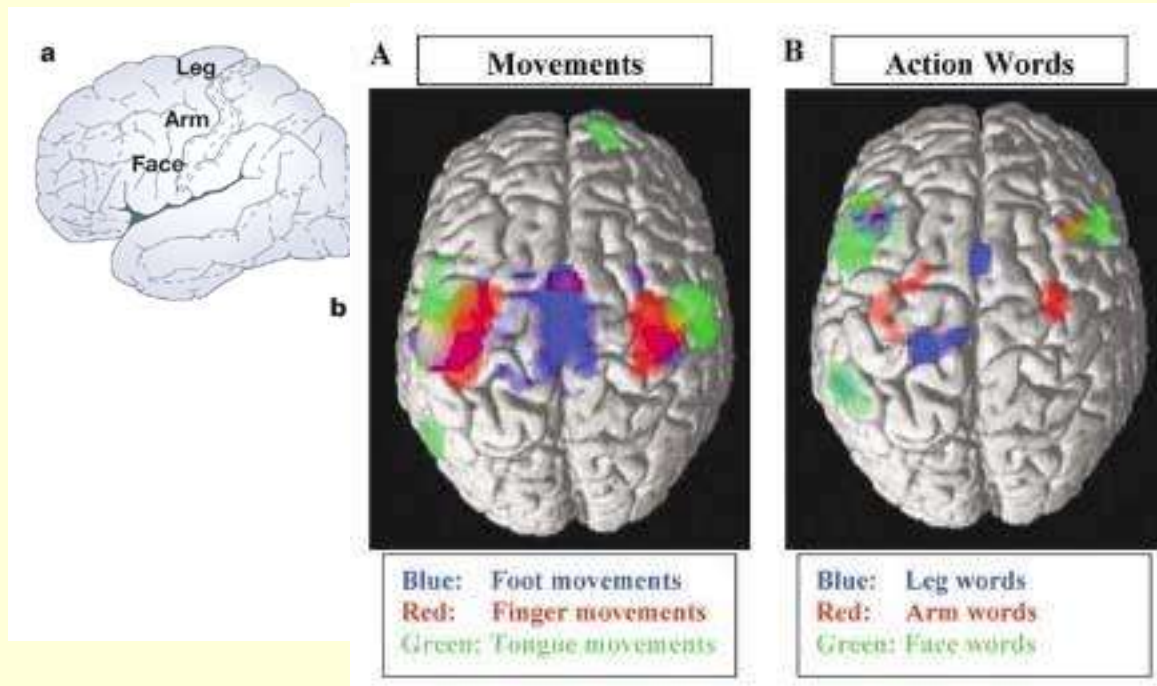 a
Leg
Arm
Face
b
A
Movements
Blue: Foot movements
Red: Finger movements
Green: Tongue movements
B
Action Words
Blue: Leg words
Red: Arm words
Green: Face words